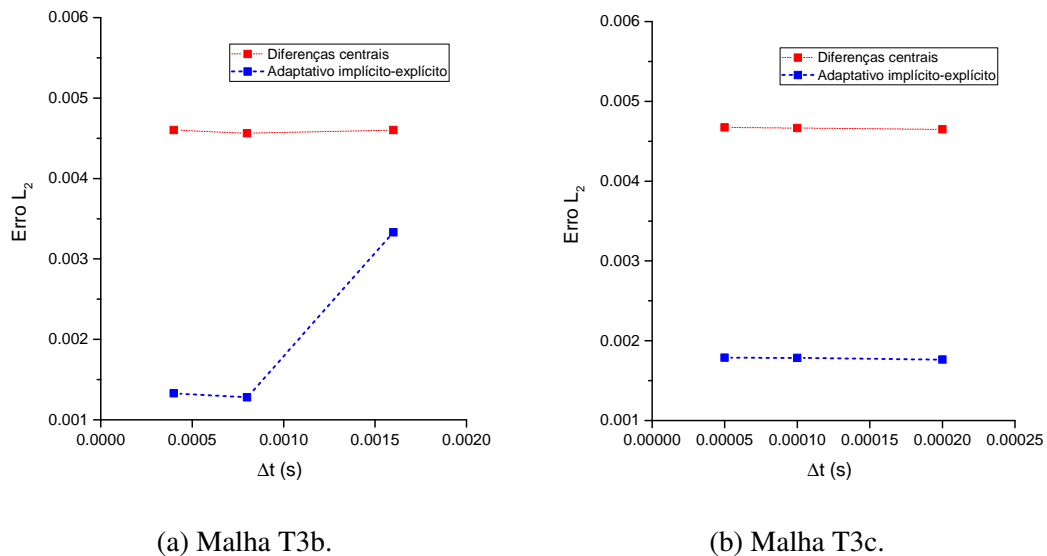 0.006
0.005
0.004
0.003
0.002
0.001
Erro L2
Diferenças centrais
Adaptativo implícito-explícito
0.0000 0.0005 0.0010 0.0015 0.0020
Δt (s)
(a) Malha T3b.
0.006
0.005
0.004
0.003
0.002
0.001
Erro L2
Diferenças centrais
Adaptativo implícito-explícito
0.00000 0.00005 0.00010 0.00015 0.00020 0.00025
Δt (s)
(b) Malha T3c.